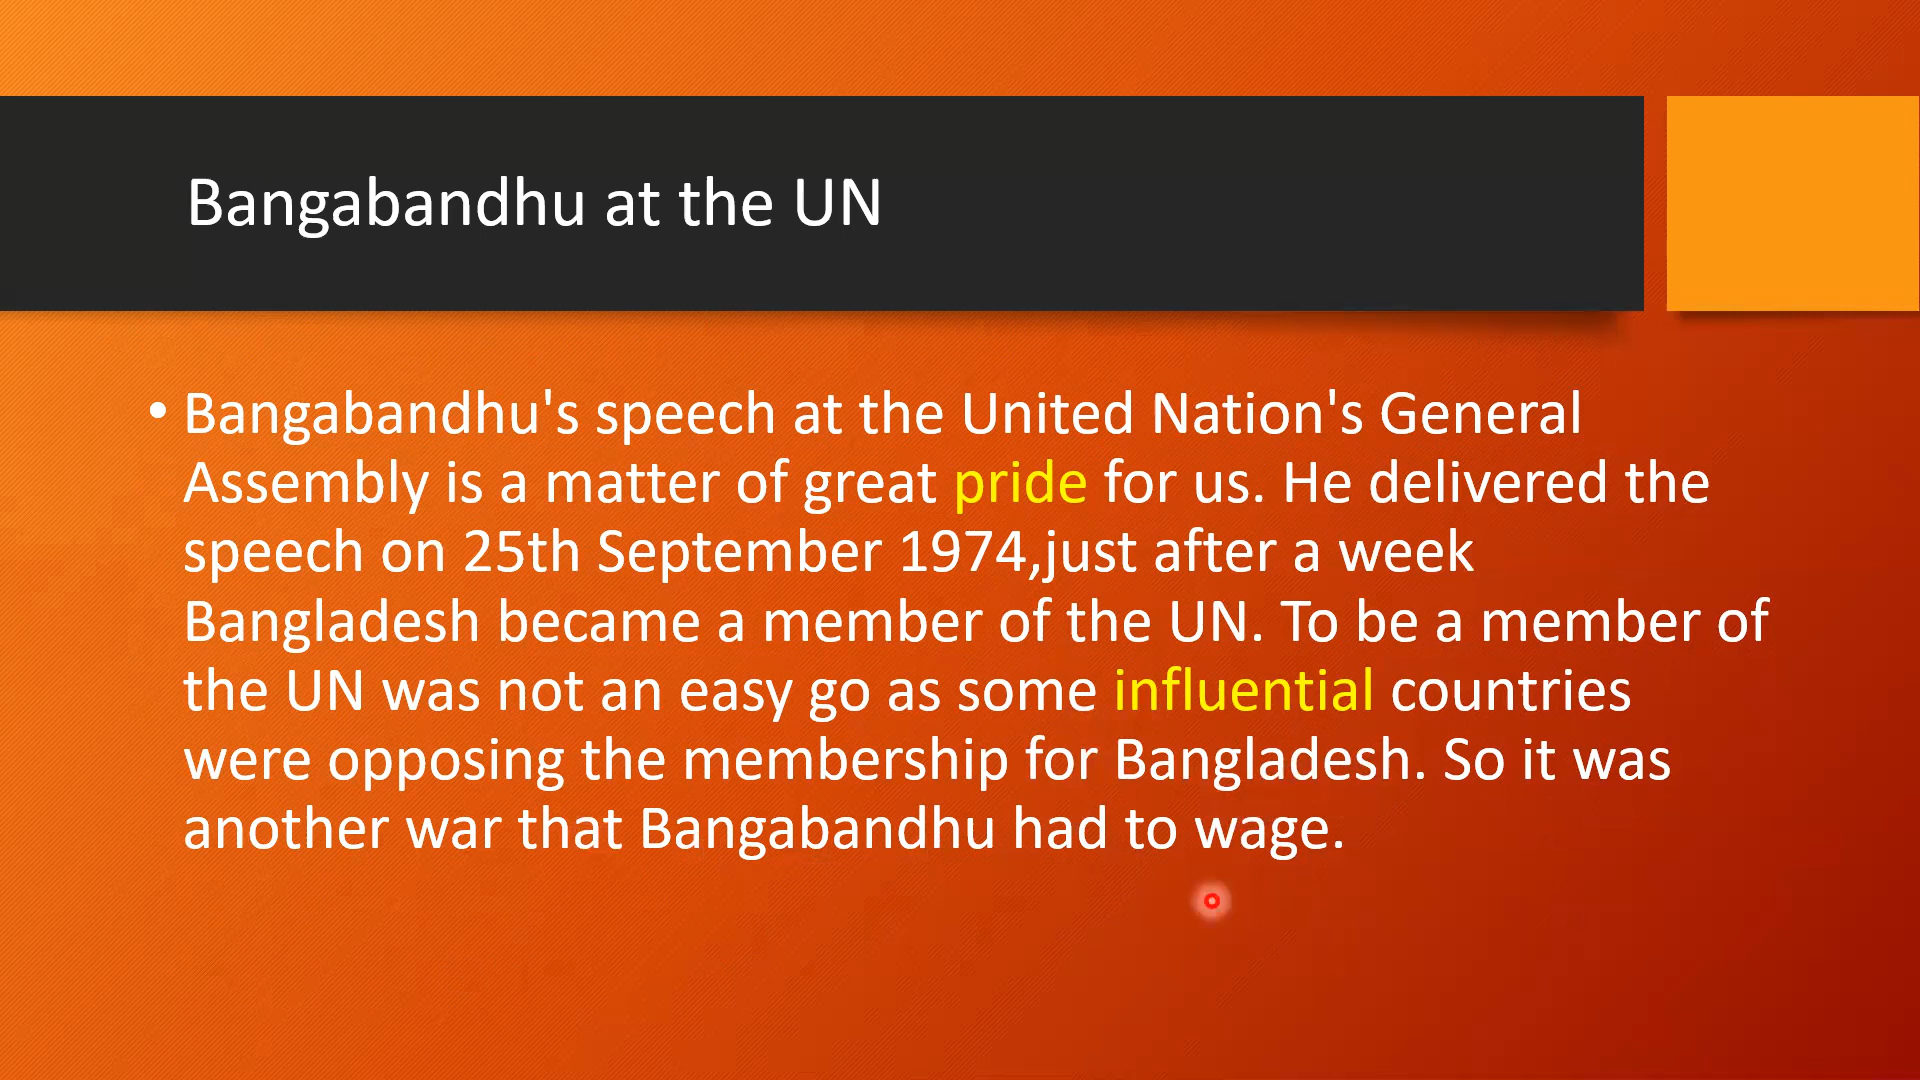 Bangabandhu at the UN
• Bangabandhu's speech at the United Nation's General
Assembly is a matter of great pride for us. He delivered the
speech on 25th September 1974,just after a week
Bangladesh became a member of the UN. To be a member of
the UN was not an easy go as some influential countries
were opposing the membership for Bangladesh. So it was
another war that Bangabandhu had to wage.